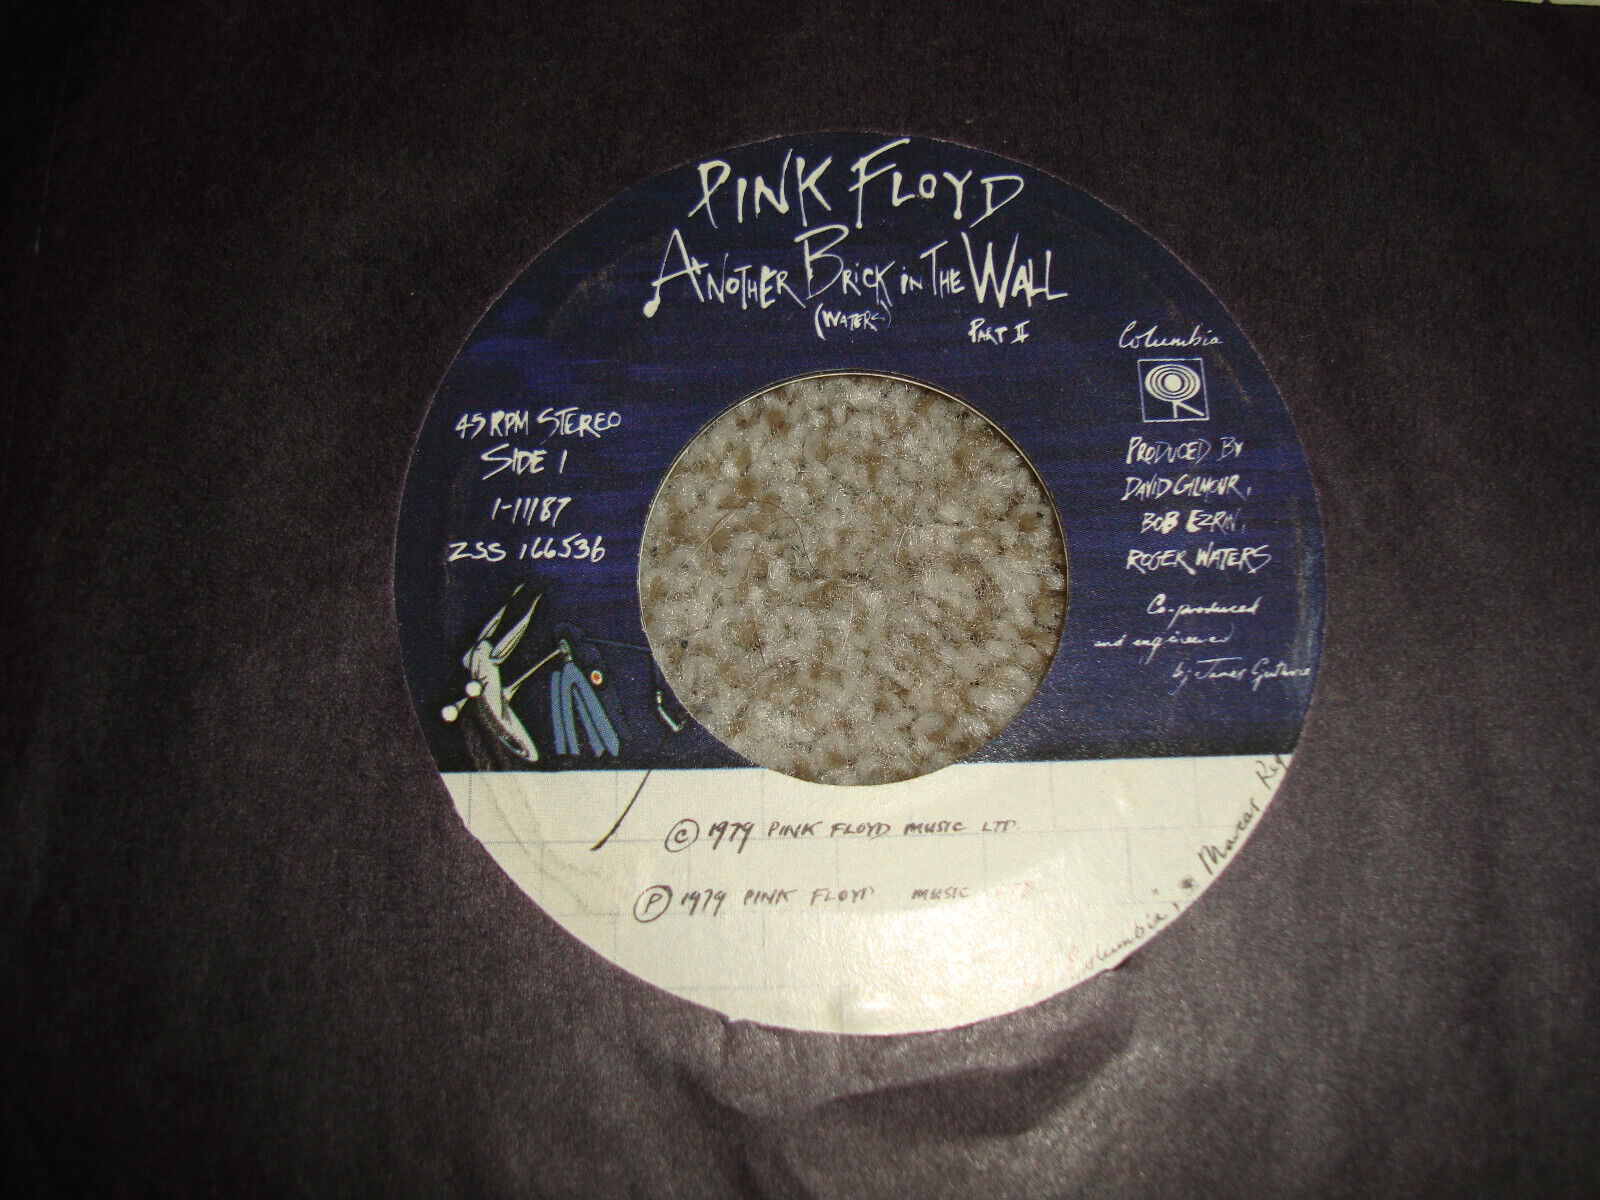 PINK FLOYD
ANOTHER BRICK IN THE WALL
(WATERS)
PART II
45 RPM STEREO
SIDE 1
1-11187
ZSS 166536
Columbia
PRODUCED BY
DAVID GILMOUR,
BOB EZRIN,
ROGER WATERS
Co-produced
and engineered
by James Guthrie
© 1979 PINK FLOYD MUSIC LTD.
℗ 1979 PINK FLOYD MUSIC
Marcas